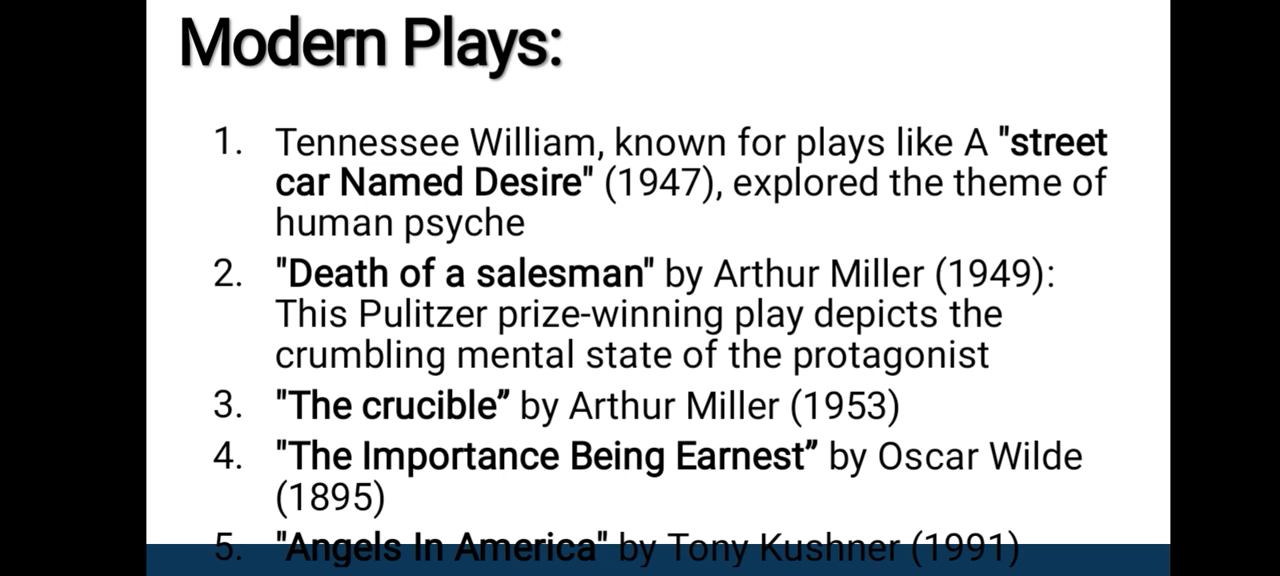 Modern Plays:
1. Tennessee William, known for plays like A "street
car Named Desire" (1947), explored the theme of
human psyche
2. "Death of a salesman" by Arthur Miller (1949):
This Pulitzer prize-winning play depicts the
crumbling mental state of the protagonist
3. "The crucible” by Arthur Miller (1953)
4. "The Importance Being Earnest” by Oscar Wilde
(1895)
5. "Angels In America" by Tony Kushner (1991)